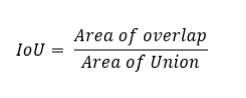 IoU = Area of overlap / Area of Union